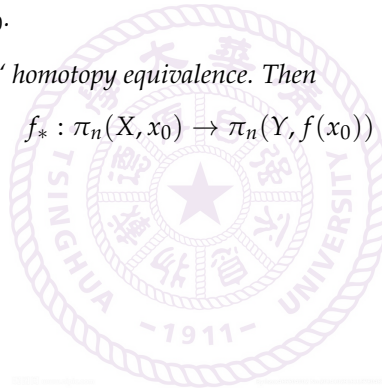 ).
' homotopy equivalence. Then
f_* : π_n(X, x_0) → π_n(Y, f(x_0))
TSINGHUA UNIVERSITY
-1911-